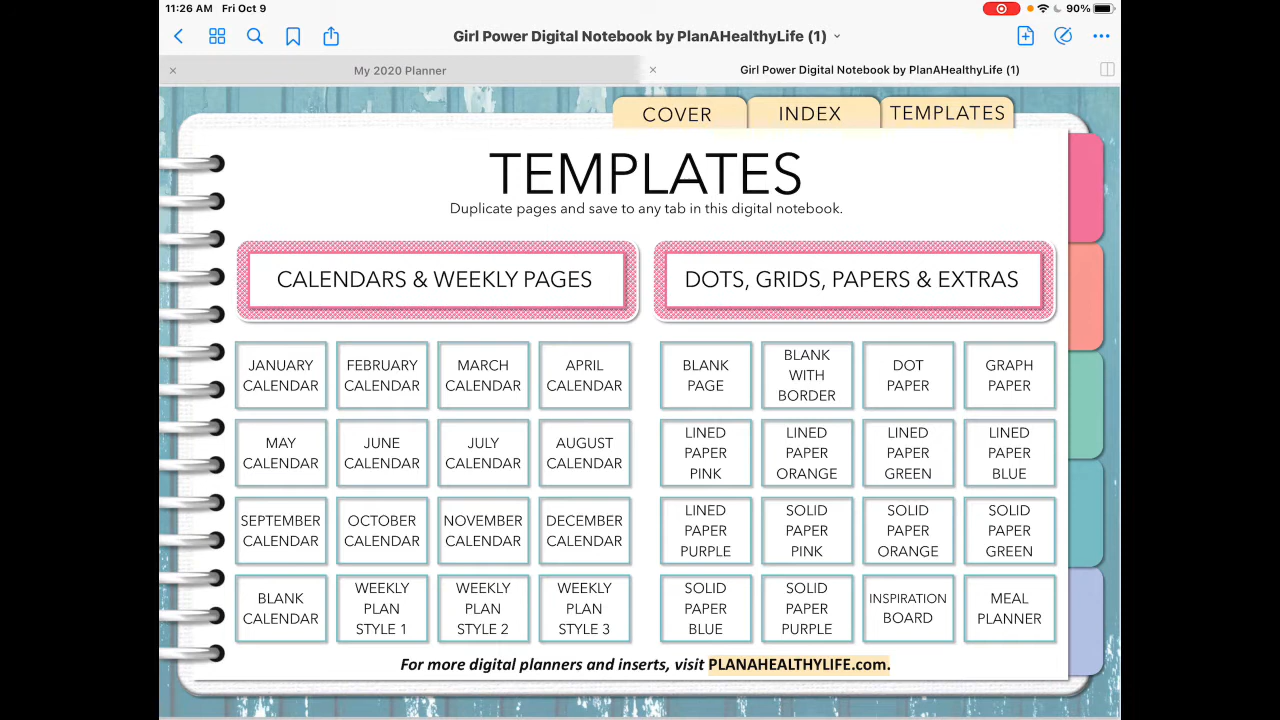 11:26 AM Fri Oct 9
90%
Girl Power Digital Notebook by PlanAHealthyLife (1)
My 2020 Planner
Girl Power Digital Notebook by PlanAHealthyLife (1)
COVER
INDEX
TEMPLATES
TEMPLATES
Duplicate pages and save to any tab in this digital notebook.
CALENDARS & WEEKLY PAGES
DOTS, GRIDS, PAPERS & EXTRAS
JANUARY
CALENDAR
FEBRUARY
CALENDAR
MARCH
CALENDAR
APRIL
CALENDAR
MAY
CALENDAR
JUNE
CALENDAR
JULY
CALENDAR
AUGUST
CALENDAR
SEPTEMBER
CALENDAR
OCTOBER
CALENDAR
NOVEMBER
CALENDAR
DECEMBER
CALENDAR
BLANK
CALENDAR
WEEKLY
PLAN
STYLE 1
WEEKLY
PLAN
STYLE 2
WEEKLY
PLAN
STYLE 3
BLANK
PAGE
BLANK
WITH
BORDER
DOT
PAPER
GRAPH
PAPER
LINED
PAPER
PINK
LINED
PAPER
ORANGE
LINED
PAPER
GREEN
LINED
PAPER
BLUE
LINED
PAPER
PURPLE
SOLID
PAPER
PINK
SOLID
PAPER
ORANGE
SOLID
PAPER
GREEN
SOLID
PAPER
BLUE
SOLID
PAPER
PURPLE
INSPIRATION
BOARD
MEAL
PLANNER
For more digital planners and inserts, visit PLANAHEALTHYLIFE.com.